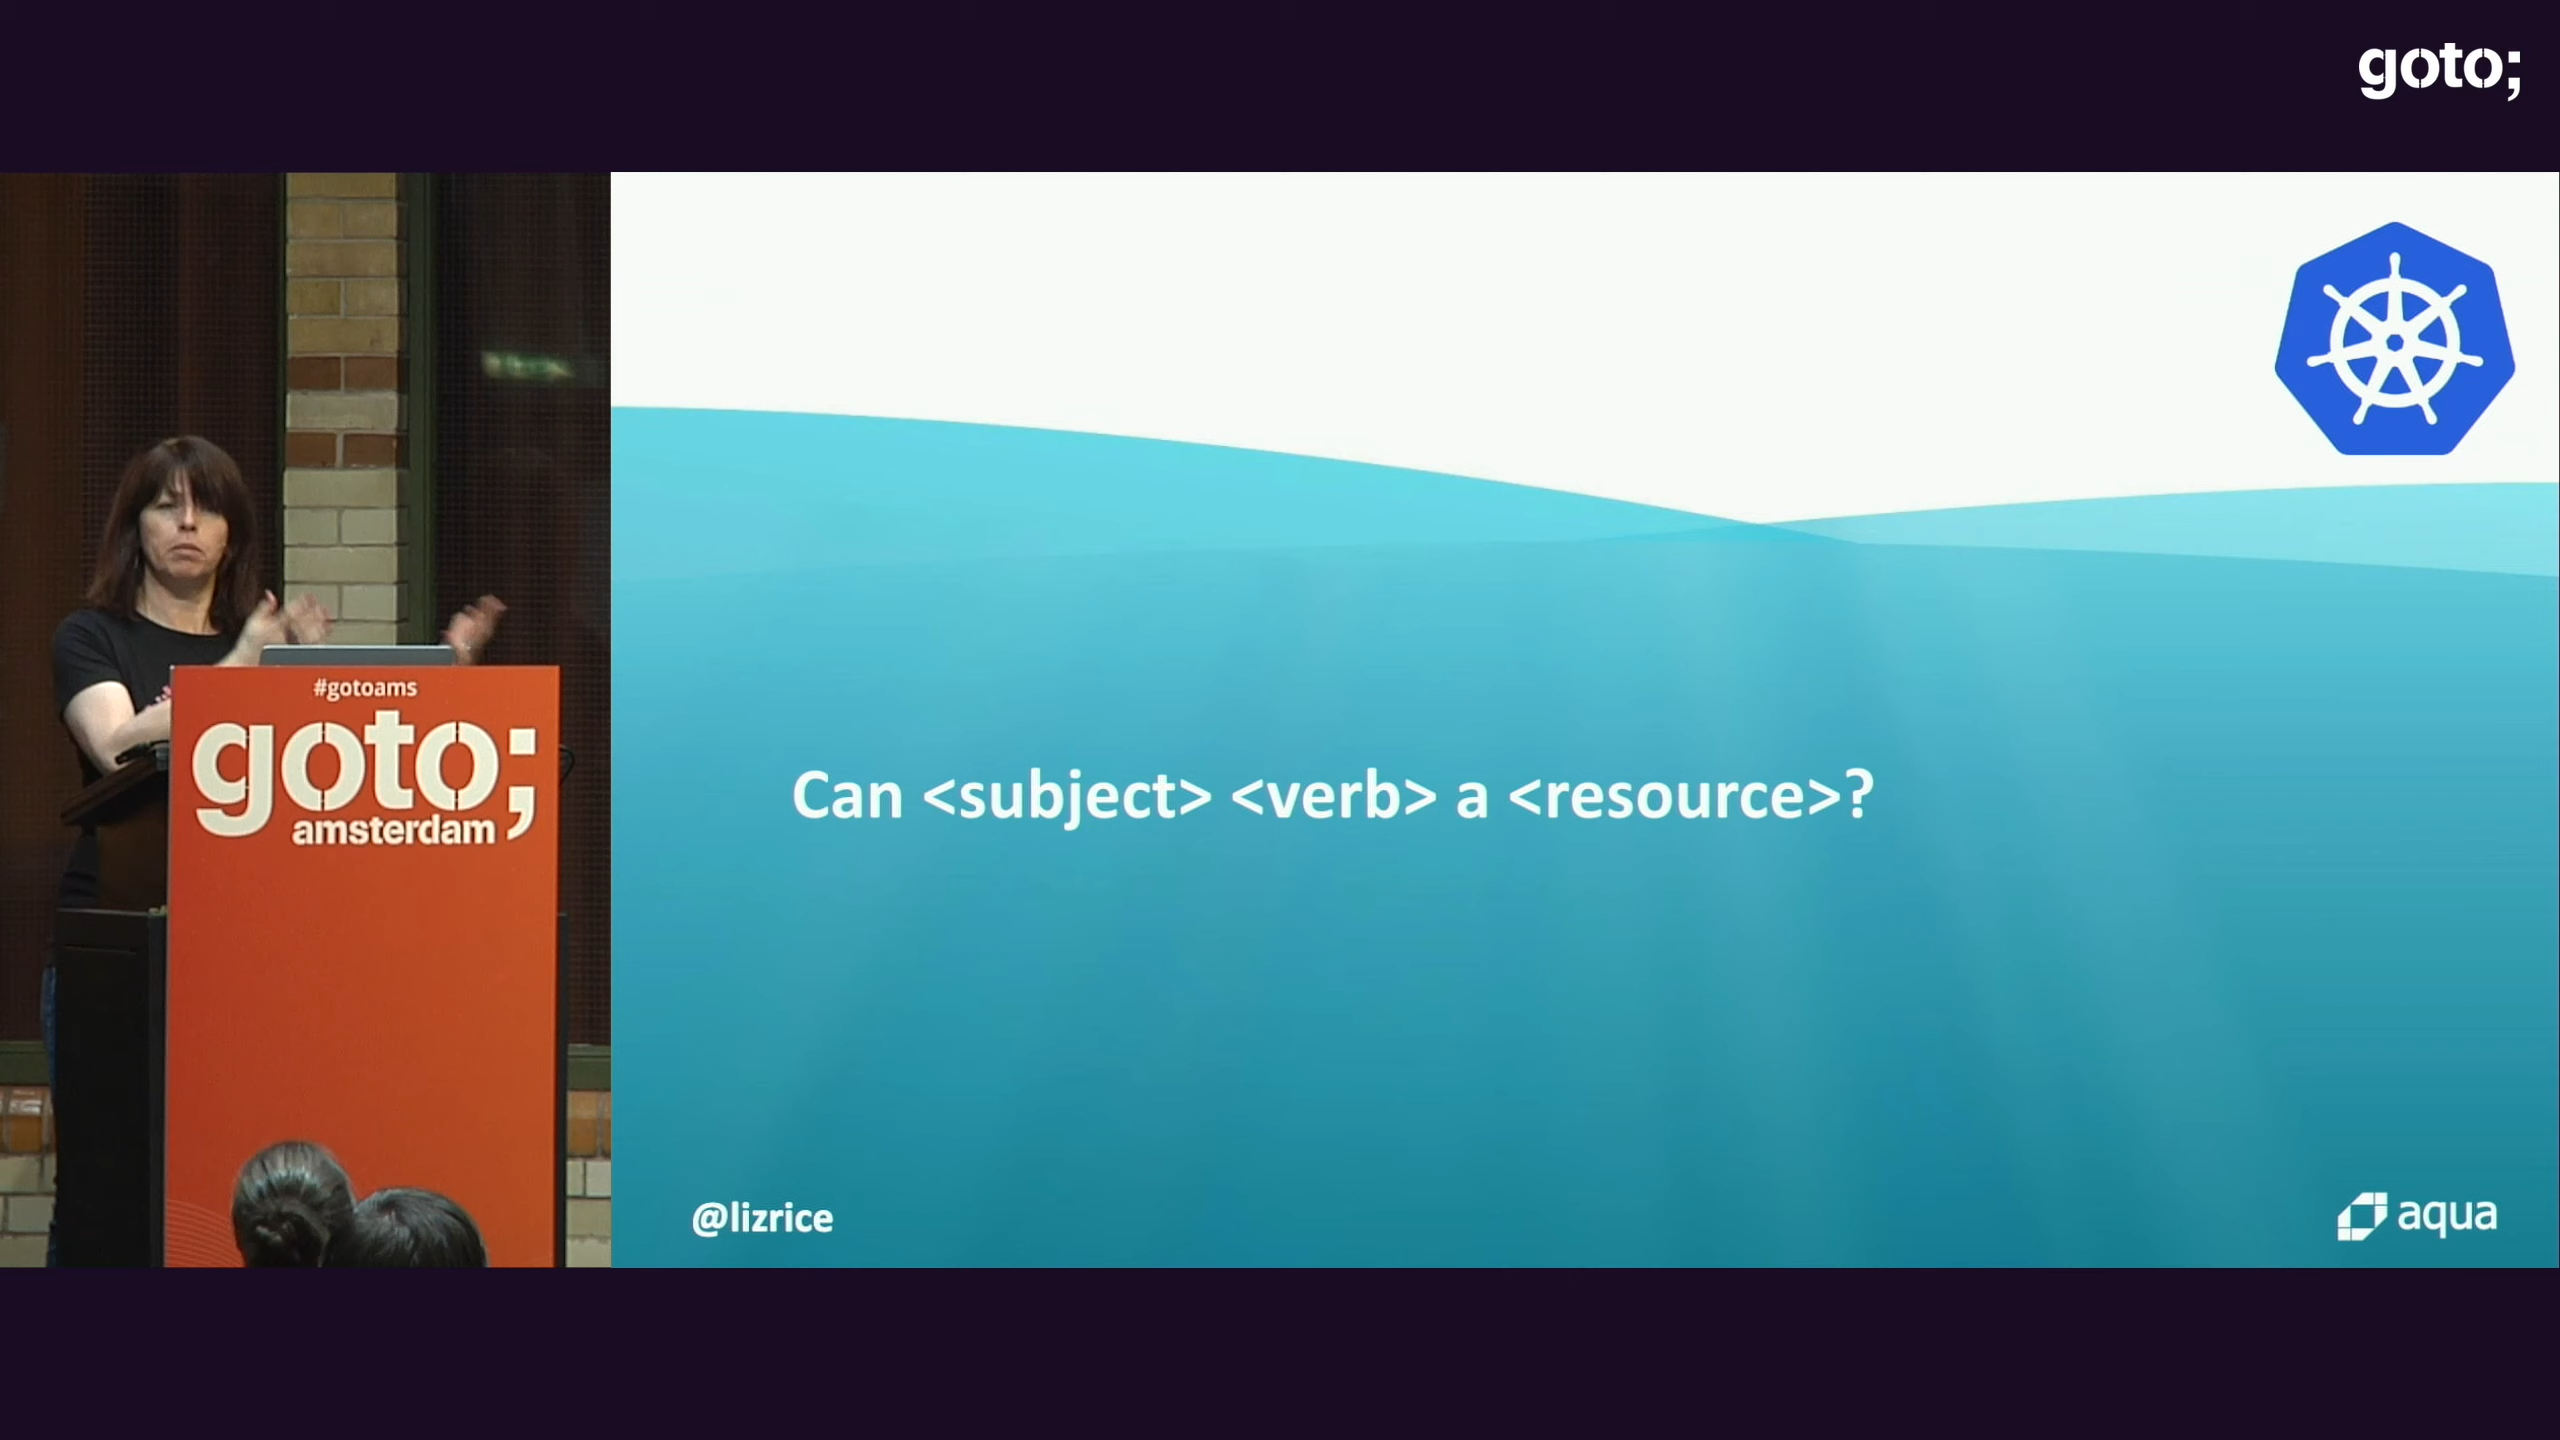 goto;
#gotoams
goto;
amsterdam
Can <subject> <verb> a <resource>?
@lizrice
aqua